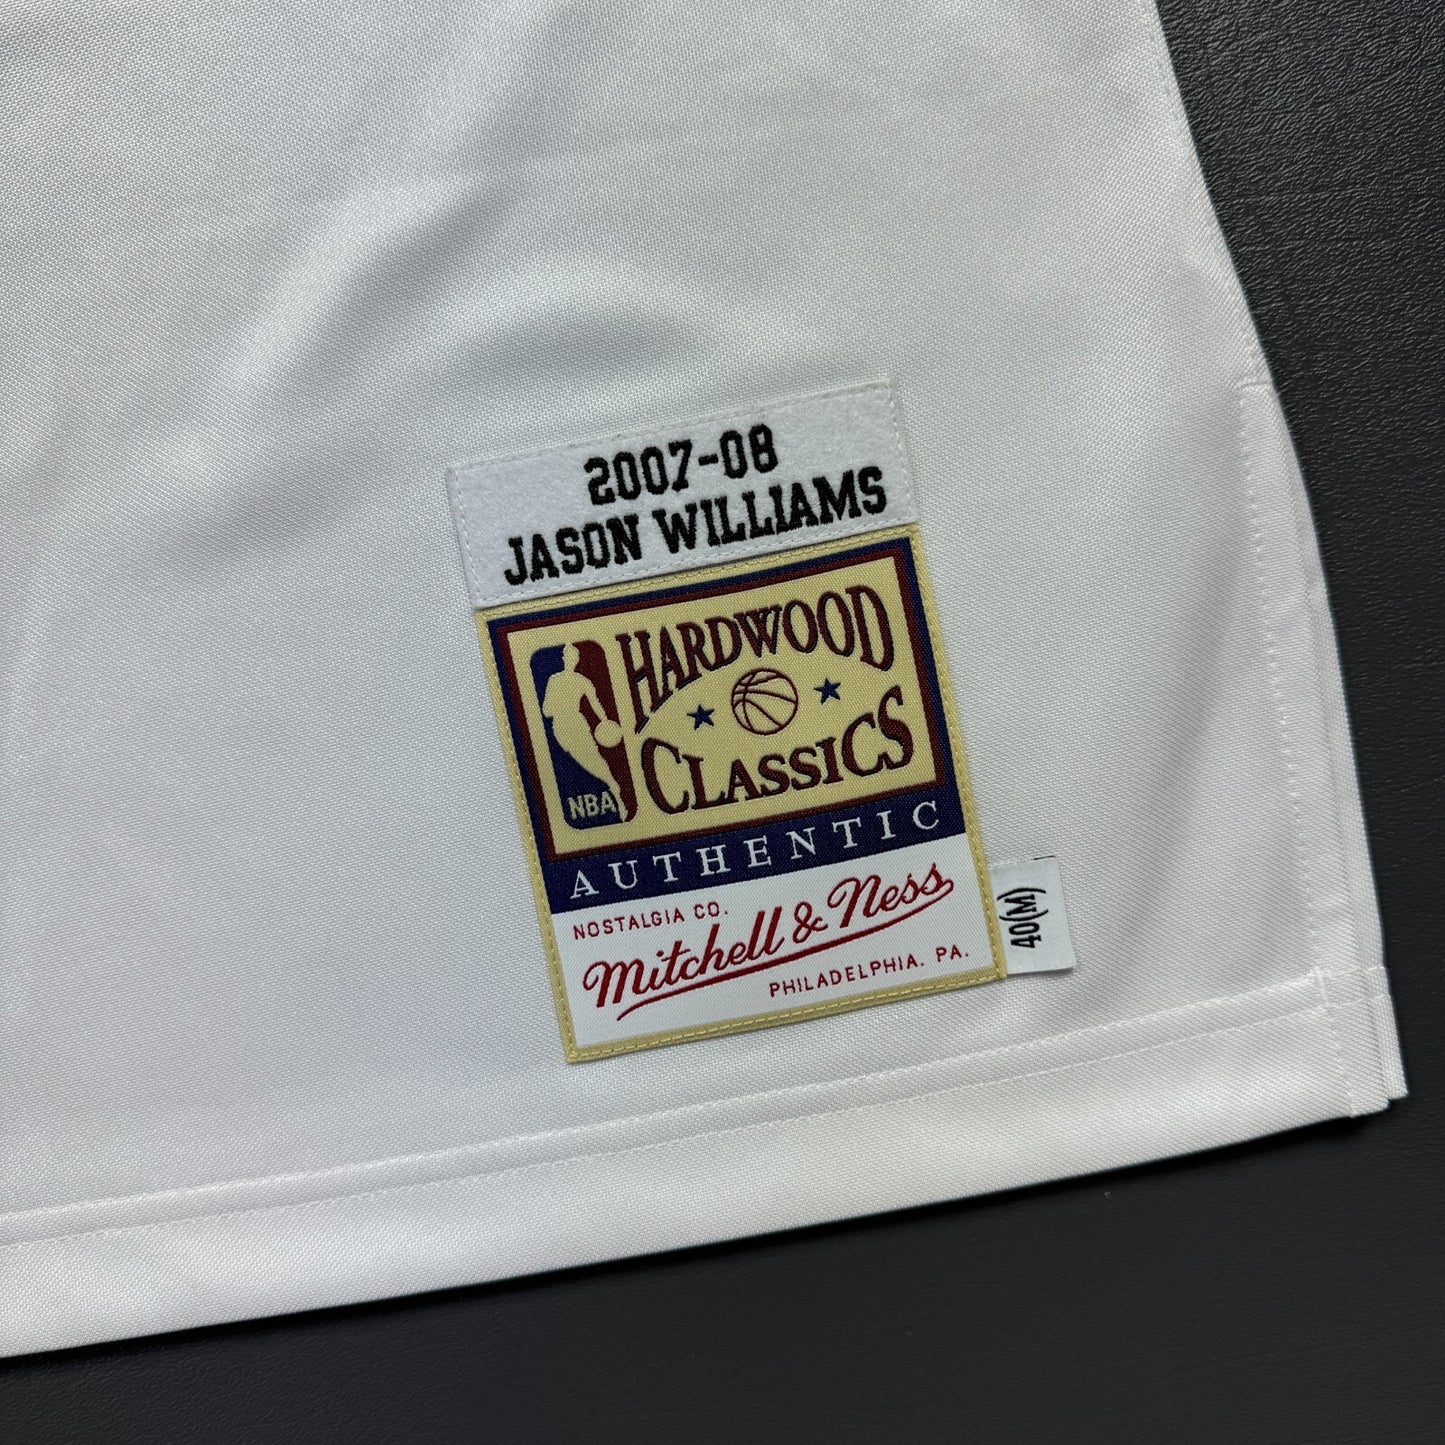 2007-08
JASON WILLIAMS
HARDWOOD
CLASSICS
NBA
AUTHENTIC
NOSTALGIA CO.
Mitchell & Ness
PHILADELPHIA. PA.
40(M)